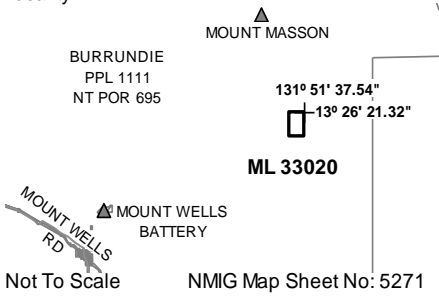 MOUNT MASSON
BURRUNDIE
PPL 1111
NT POR 695
131º 51' 37.54"
13º 26' 21.32"
ML 33020
MOUNT WELLS
RD
MOUNT WELLS
BATTERY
Not To Scale
NMIG Map Sheet No: 5271